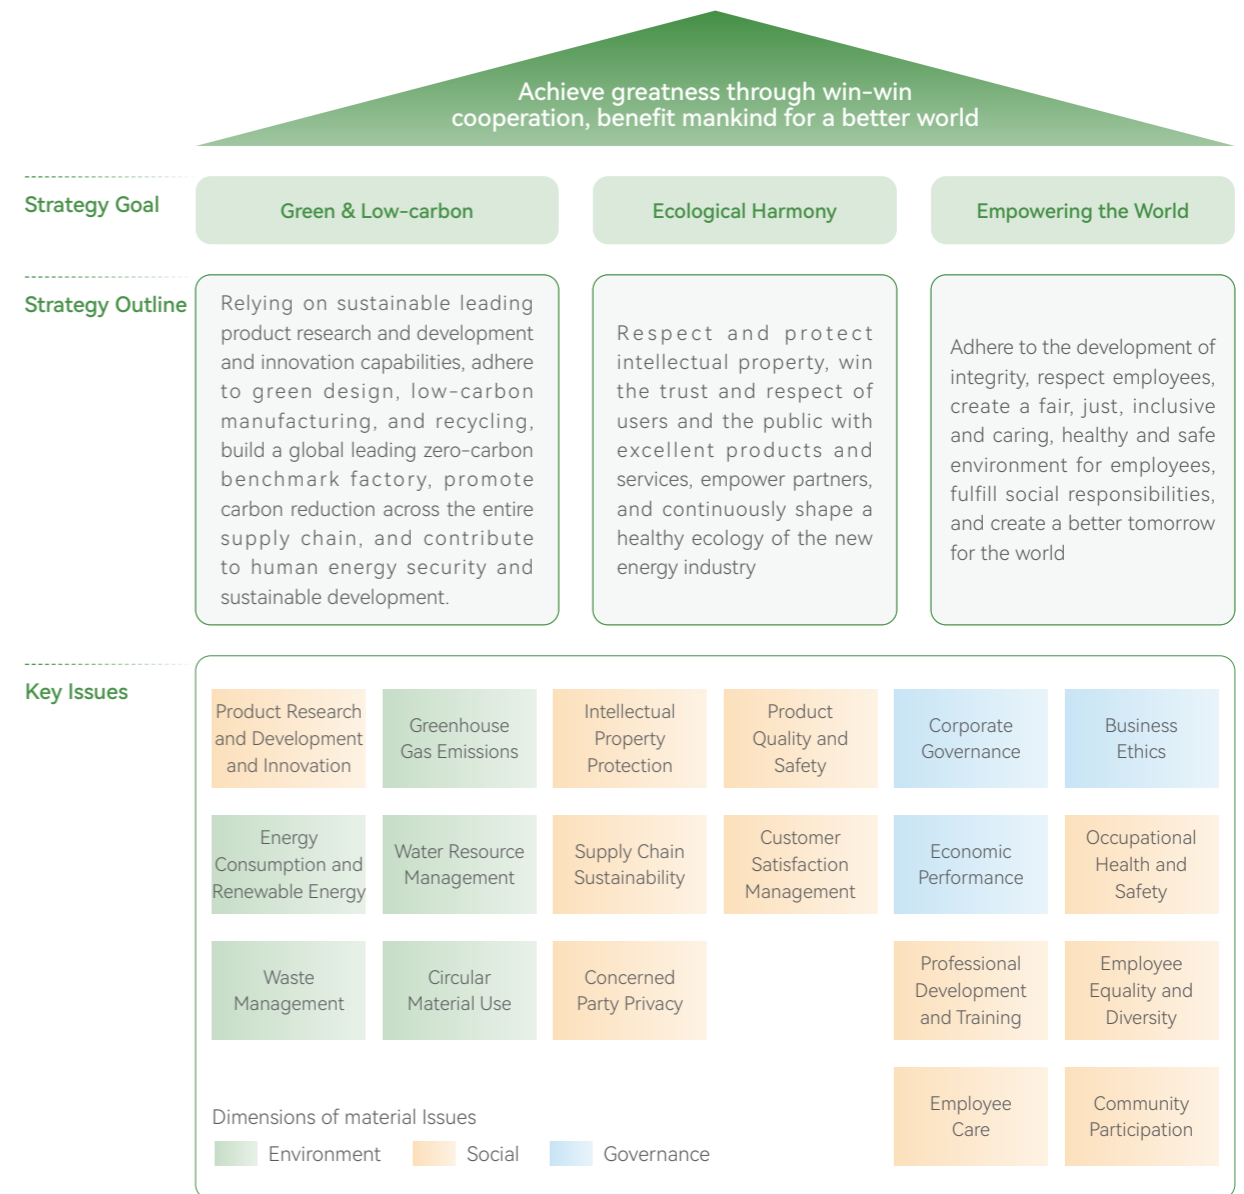 Achieve greatness through win-win
cooperation, benefit mankind for a better world
Strategy Goal
Green & Low-carbon
Ecological Harmony
Empowering the World
Strategy Outline
Relying on sustainable leading
product research and development
and innovation capabilities, adhere
to green design, low-carbon
manufacturing, and recycling,
build a global leading zero-carbon
benchmark factory, promote
carbon reduction across the entire
supply chain, and contribute
to human energy security and
sustainable development.
Respect and protect
intellectual property, win
the trust and respect of
users and the public with
excellent products and
services, empower partners,
and continuously shape a
healthy ecology of the new
energy industry
Adhere to the development of
integrity, respect employees,
create a fair, just, inclusive
and caring, healthy and safe
environment for employees,
fulfill social responsibilities,
and create a better tomorrow
for the world
Key Issues
Product Research
and Development
and Innovation
Greenhouse
Gas Emissions
Intellectual
Property
Protection
Product
Quality and
Safety
Corporate
Governance
Business
Ethics
Energy
Consumption and
Renewable Energy
Water Resource
Management
Supply Chain
Sustainability
Customer
Satisfaction
Management
Economic
Performance
Occupational
Health and
Safety
Waste
Management
Circular
Material Use
Concerned
Party Privacy
Professional
Development
and Training
Employee
Equality and
Diversity
Employee
Care
Community
Participation
Dimensions of material Issues
Environment
Social
Governance